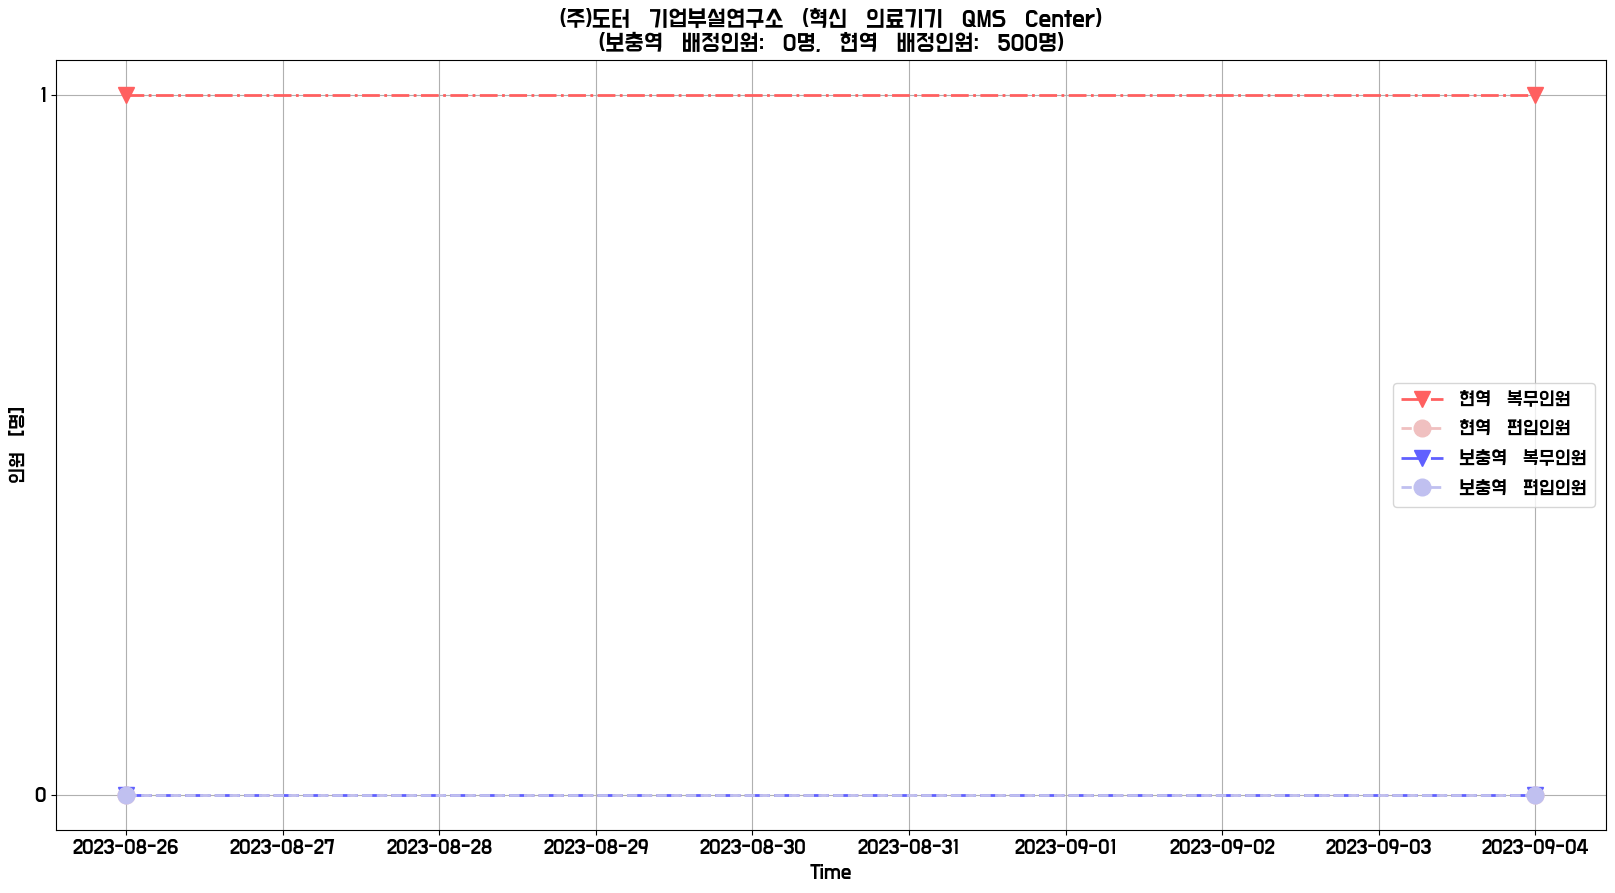 (주)도터 기업부설연구소 (혁신 의료기기 QMS Center)
(보충역 배정인원: 0명, 현역 배정인원: 500명)
1
0
인원 [명]
현역 복무인원
현역 편입인원
보충역 복무인원
보충역 편입인원
2023-08-26 2023-08-27 2023-08-28 2023-08-29 2023-08-30 2023-08-31 2023-09-01 2023-09-02 2023-09-03 2023-09-04
Time